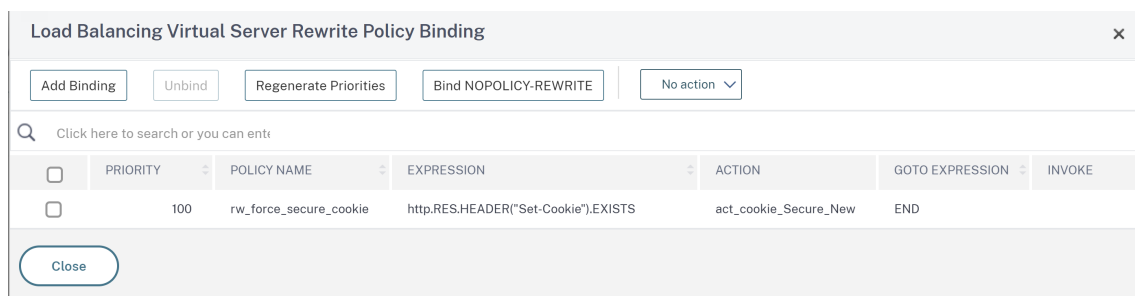 Load Balancing Virtual Server Rewrite Policy Binding
Add Binding Unbind Regenerate Priorities Bind NOPOLICY-REWRITE No action
Click here to search or you can ente
PRIORITY POLICY NAME EXPRESSION ACTION GOTO EXPRESSION INVOKE
100 rw_force_secure_cookie http.RES.HEADER("Set-Cookie").EXISTS act_cookie_Secure_New END
Close